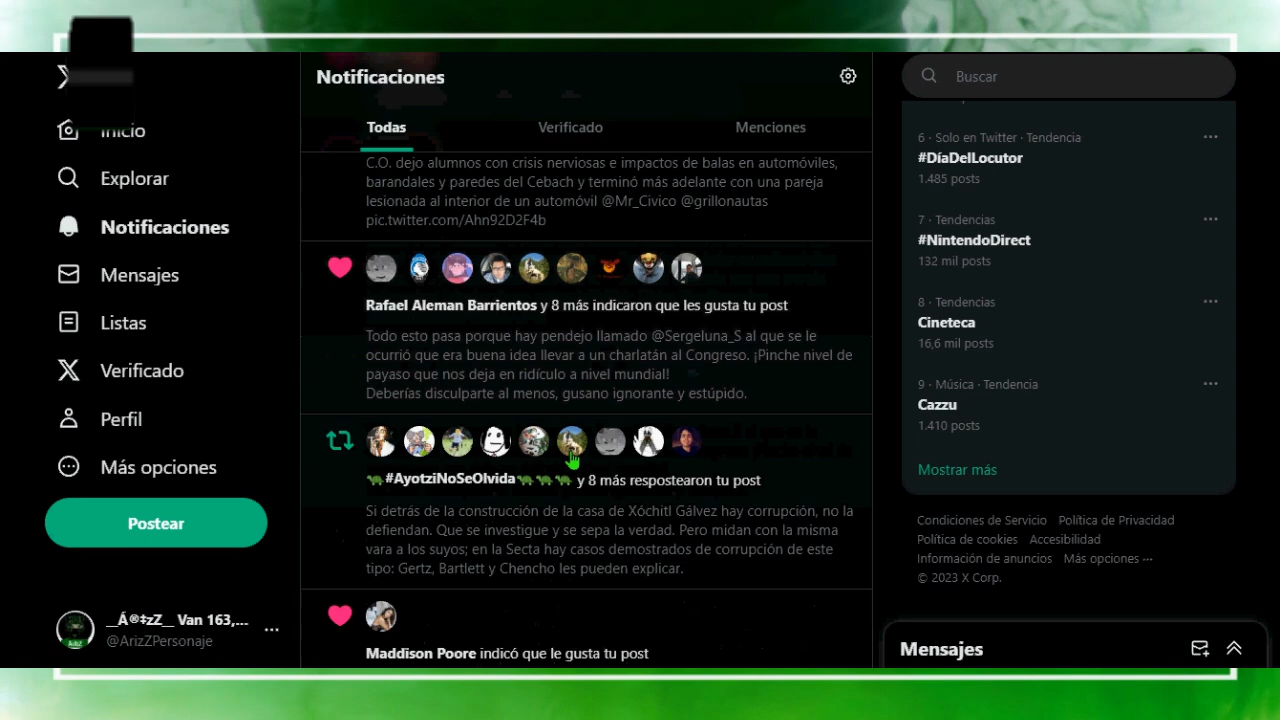 Inicio
Explorar
Notificaciones
Mensajes
Listas
Verificado
Perfil
Más opciones
Postear
__Á®‡zZ__ Van 163,...
@ArizZPersonaje
Notificaciones
Todas
Verificado
Menciones
C.O. dejo alumnos con crisis nerviosas e impactos de balas en automóviles,
barandales y paredes del Cebach y terminó más adelante con una pareja
lesionada al interior de un automóvil @Mr_Civico @grillonautas
pic.twitter.com/Ahn92D2F4b
Rafael Aleman Barrientos y 8 más indicaron que les gusta tu post
Todo esto pasa porque hay pendejo llamado @Sergeluna_S al que se le
ocurrió que era buena idea llevar a un charlatán al Congreso. ¡Pinche nivel de
payaso que nos deja en ridículo a nivel mundial!
Deberías disculparte al menos, gusano ignorante y estúpido.
🐢#AyotziNoSeOlvida🐢🐢🐢 y 8 más respostearon tu post
Si detrás de la construcción de la casa de Xóchitl Gálvez hay corrupción, no la
defiendan. Que se investigue y se sepa la verdad. Pero midan con la misma
vara a los suyos; en la Secta hay casos demostrados de corrupción de este
tipo: Gertz, Bartlett y Chencho les pueden explicar.
Maddison Poore indicó que le gusta tu post
Buscar
6 · Solo en Twitter · Tendencia
#DíaDelLocutor
1.485 posts
7 · Tendencias
#NintendoDirect
132 mil posts
8 · Tendencias
Cineteca
16,6 mil posts
9 · Música · Tendencia
Cazzu
1.410 posts
Mostrar más
Condiciones de Servicio Política de Privacidad
Política de cookies Accesibilidad
Información de anuncios Más opciones ···
© 2023 X Corp.
Mensajes